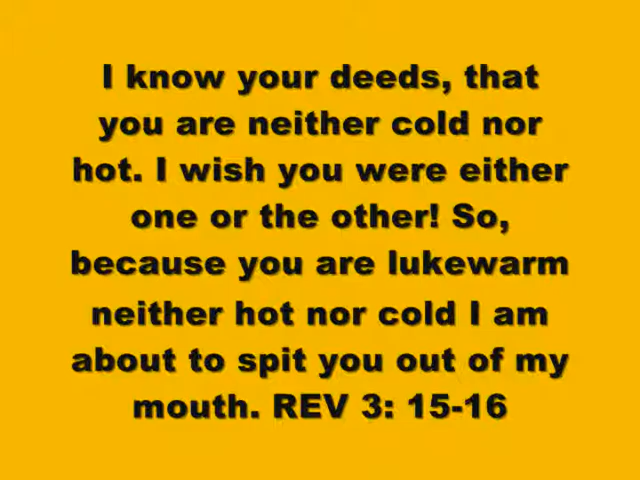 I know your deeds, that
you are neither cold nor
hot. I wish you were either
one or the other! So,
because you are lukewarm
neither hot nor cold I am
about to spit you out of my
mouth. REV 3: 15-16